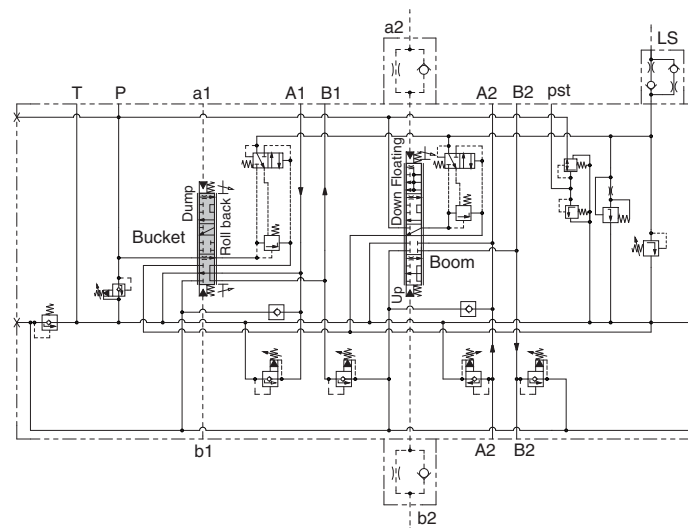 a2
LS
T
P
a1
A1
B1
A2
B2
pst
Dump
Roll back
Bucket
Down Floating
Up
Boom
b1
A2
B2
b2